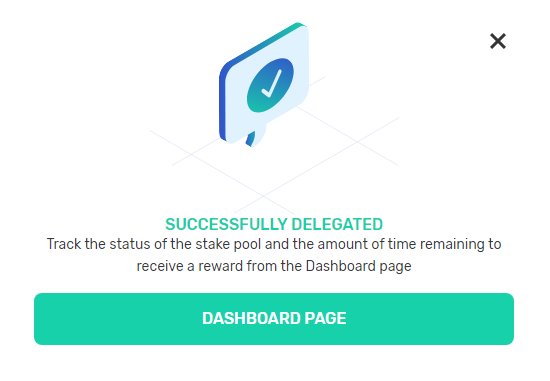 SUCCESSFULLY DELEGATED
Track the status of the stake pool and the amount of time remaining to
receive a reward from the Dashboard page
DASHBOARD PAGE